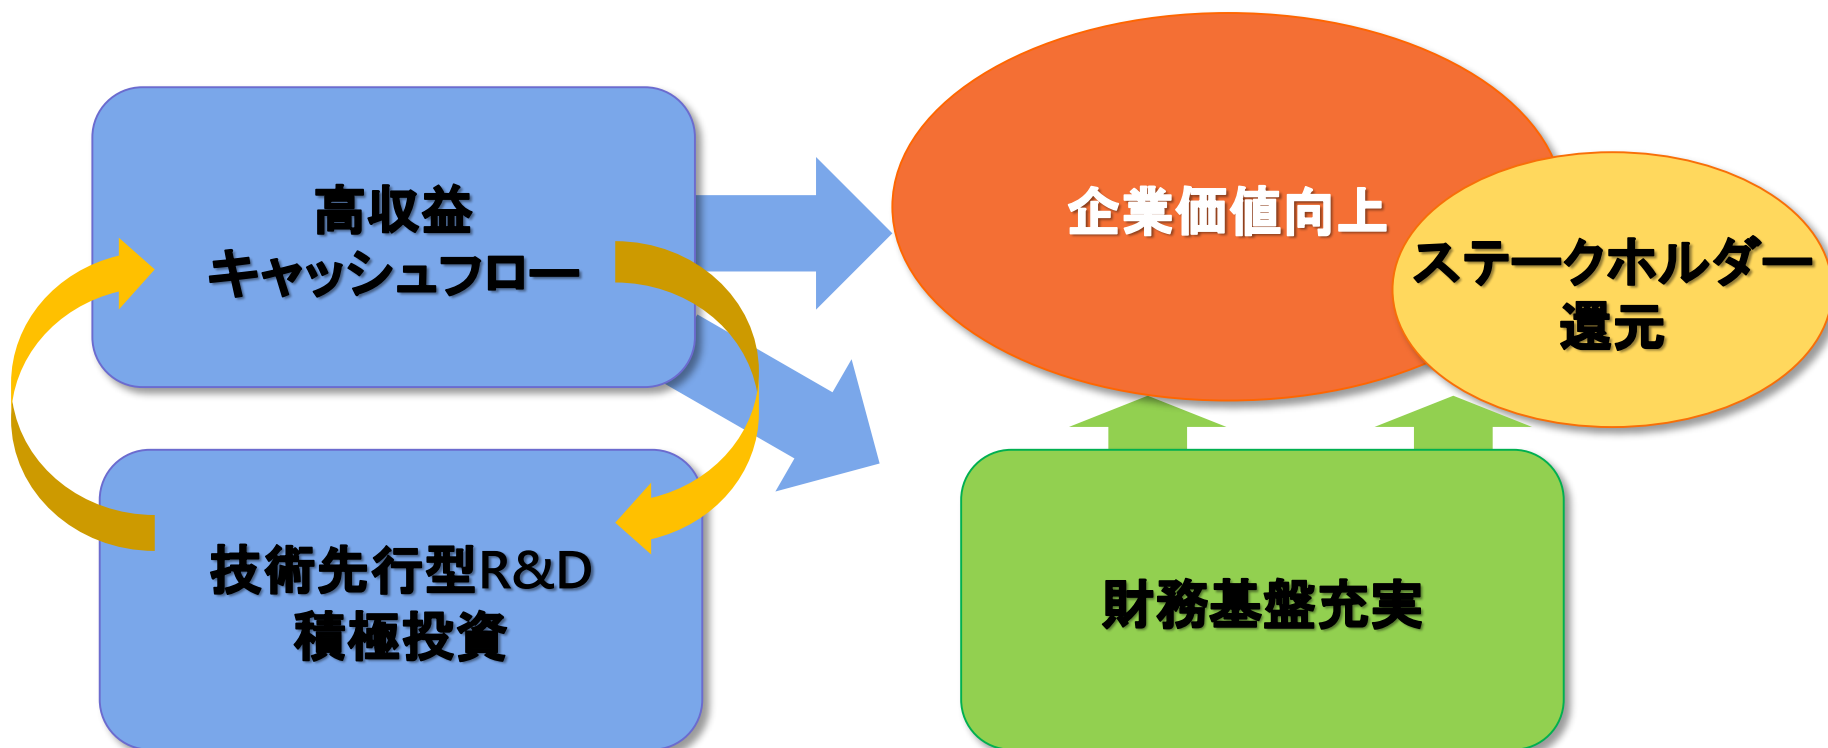 高収益
キャッシュフロー
技術先行型R&D
積極投資
企業価値向上
ステークホルダー
還元
財務基盤充実